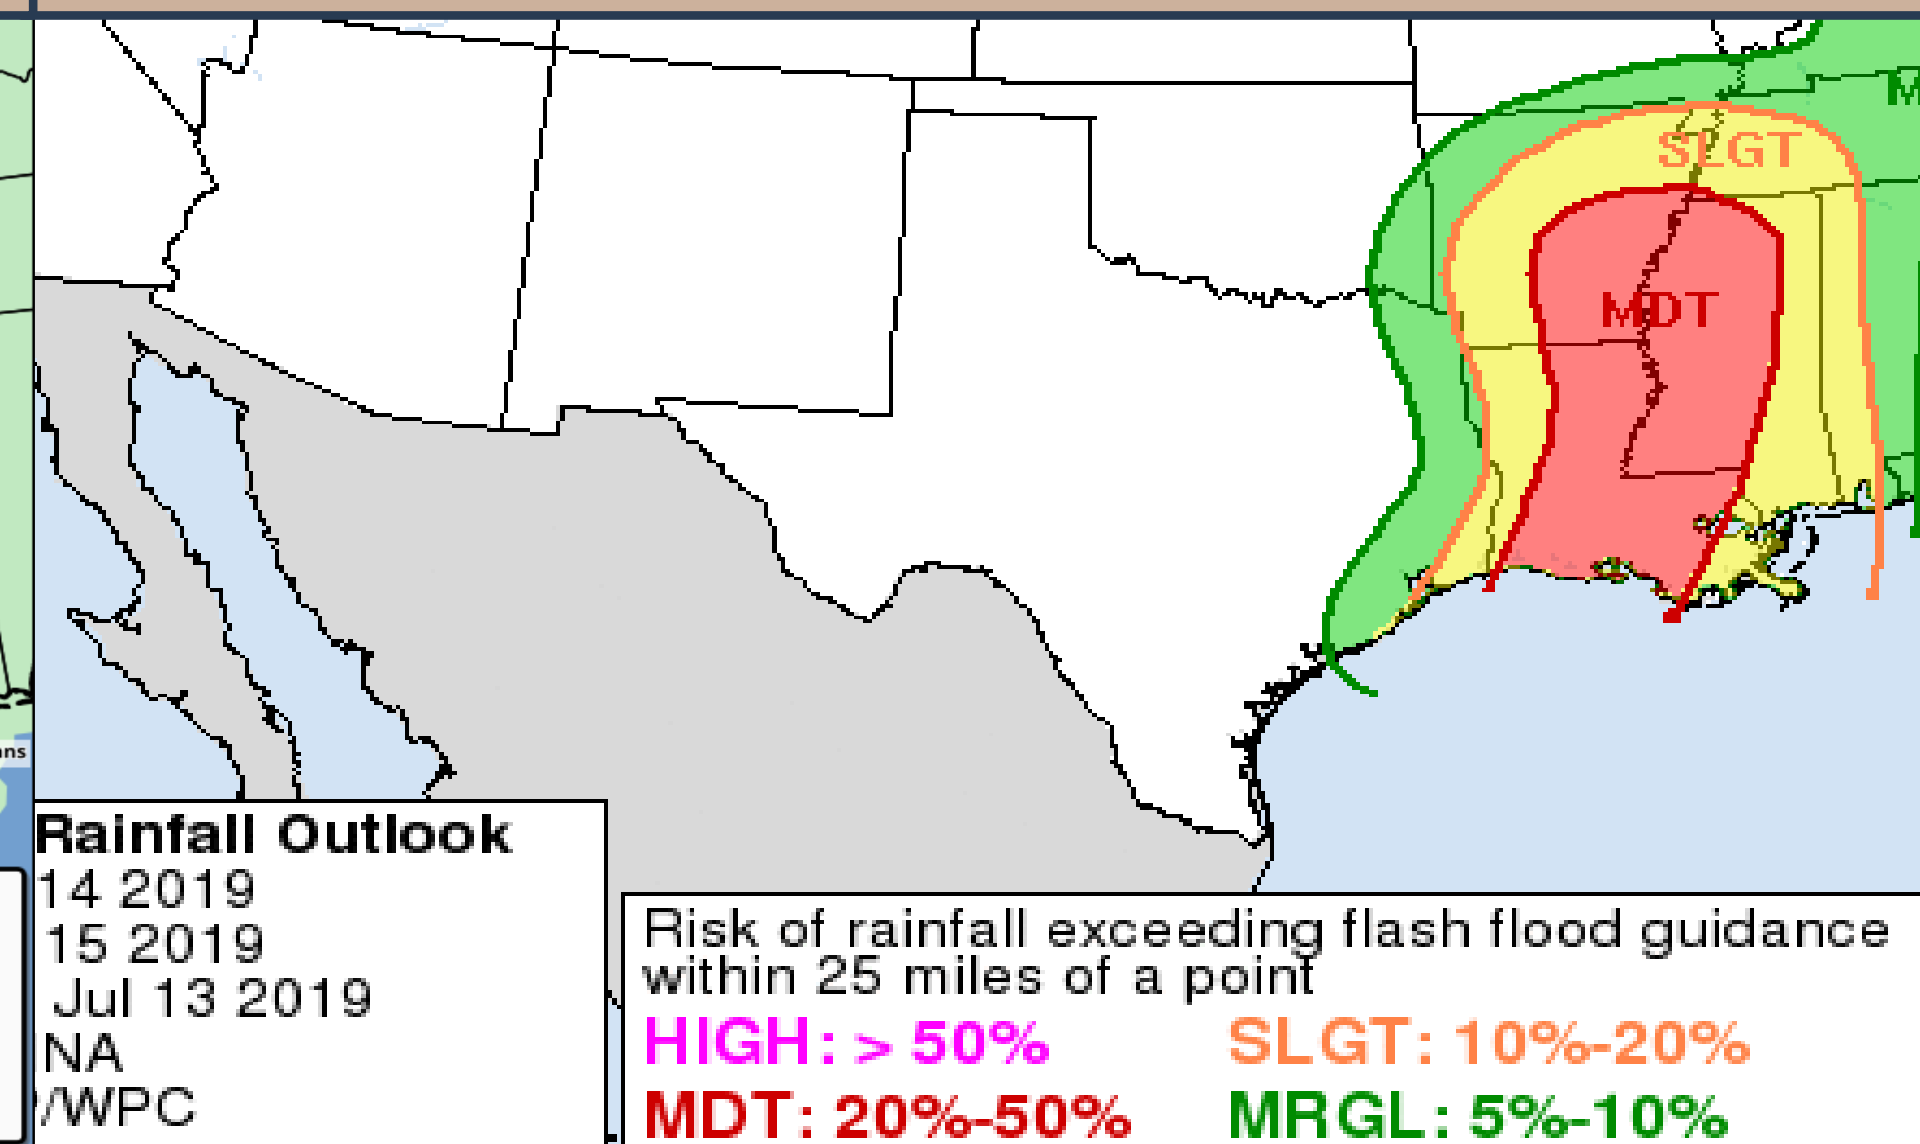 M
SLGT
MDT
ns
Rainfall Outlook
14 2019
15 2019
Jul 13 2019
NA
/WPC
Risk of rainfall exceeding flash flood guidance
within 25 miles of a point
HIGH: > 50%
SLGT: 10%-20%
MDT: 20%-50%
MRGL: 5%-10%